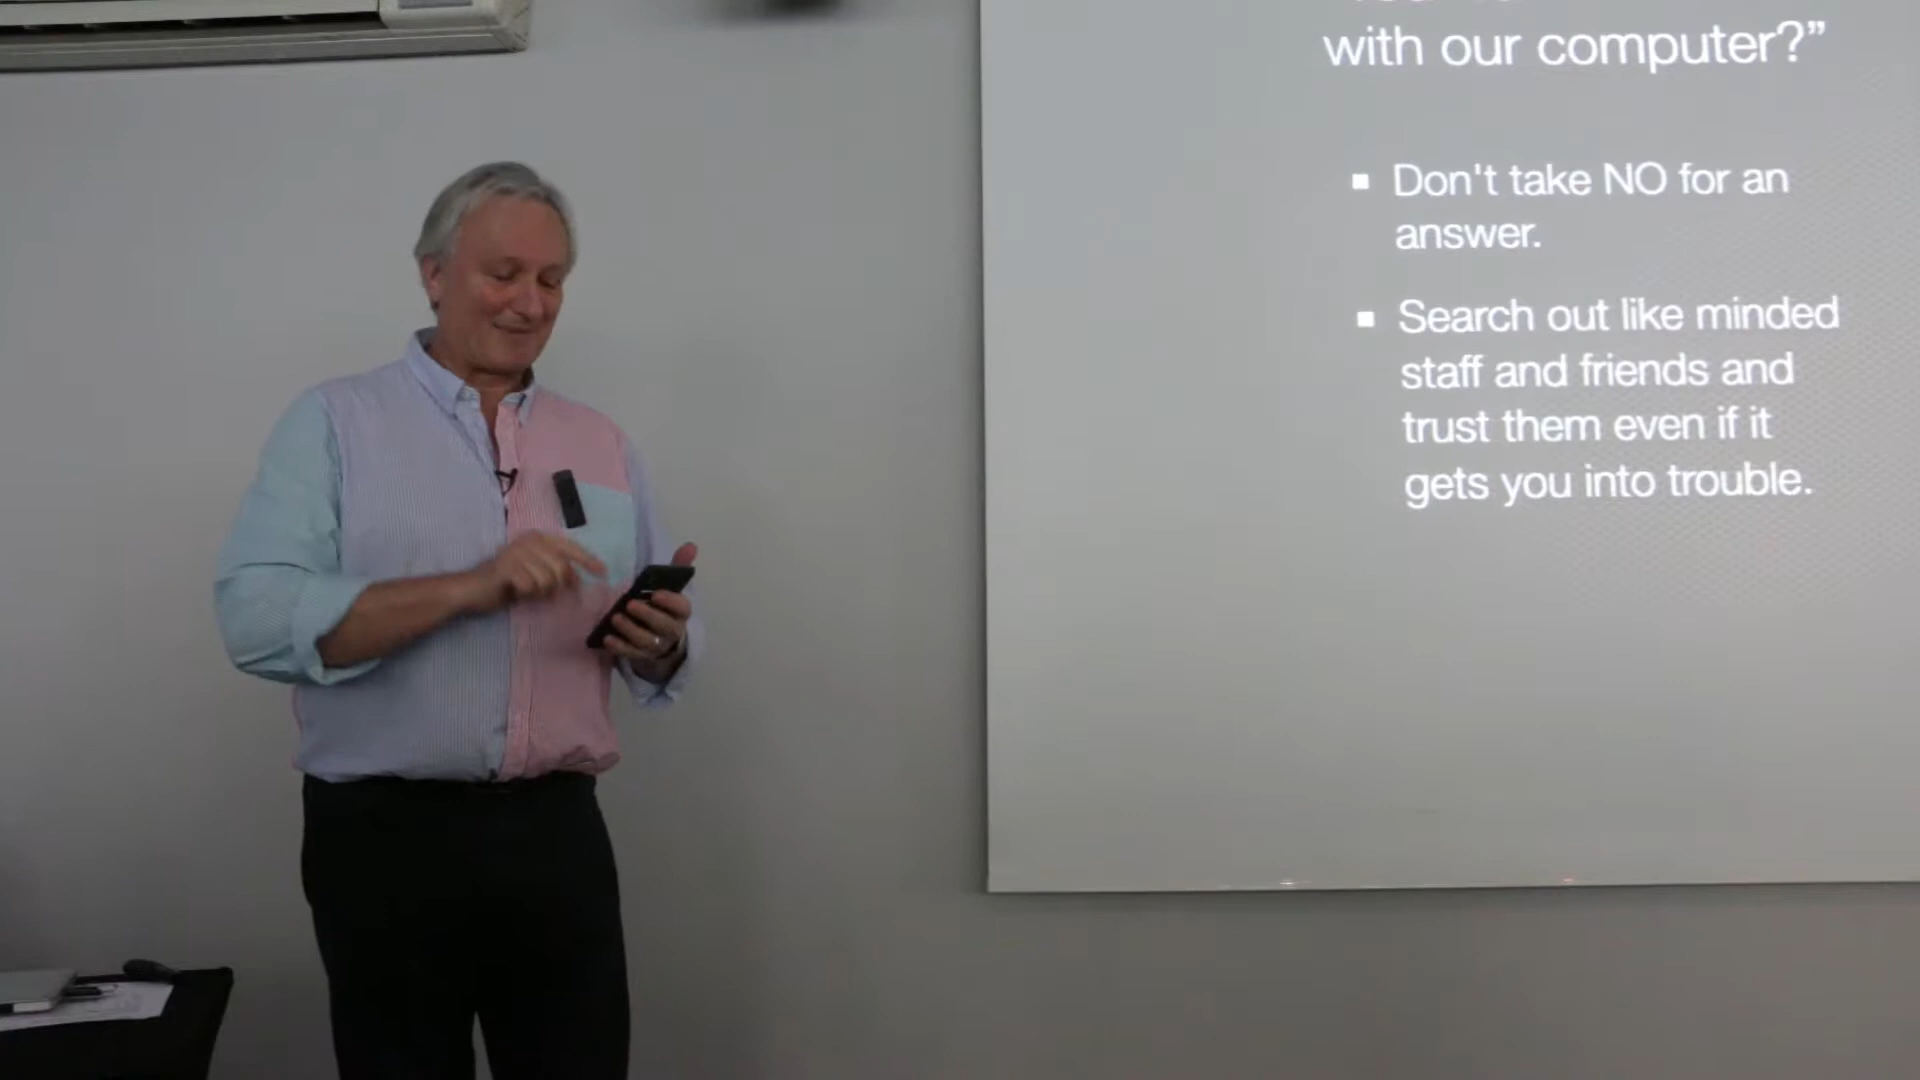 with our computer?”
▪ Don't take NO for an
answer.
▪ Search out like minded
staff and friends and
trust them even if it
gets you into trouble.